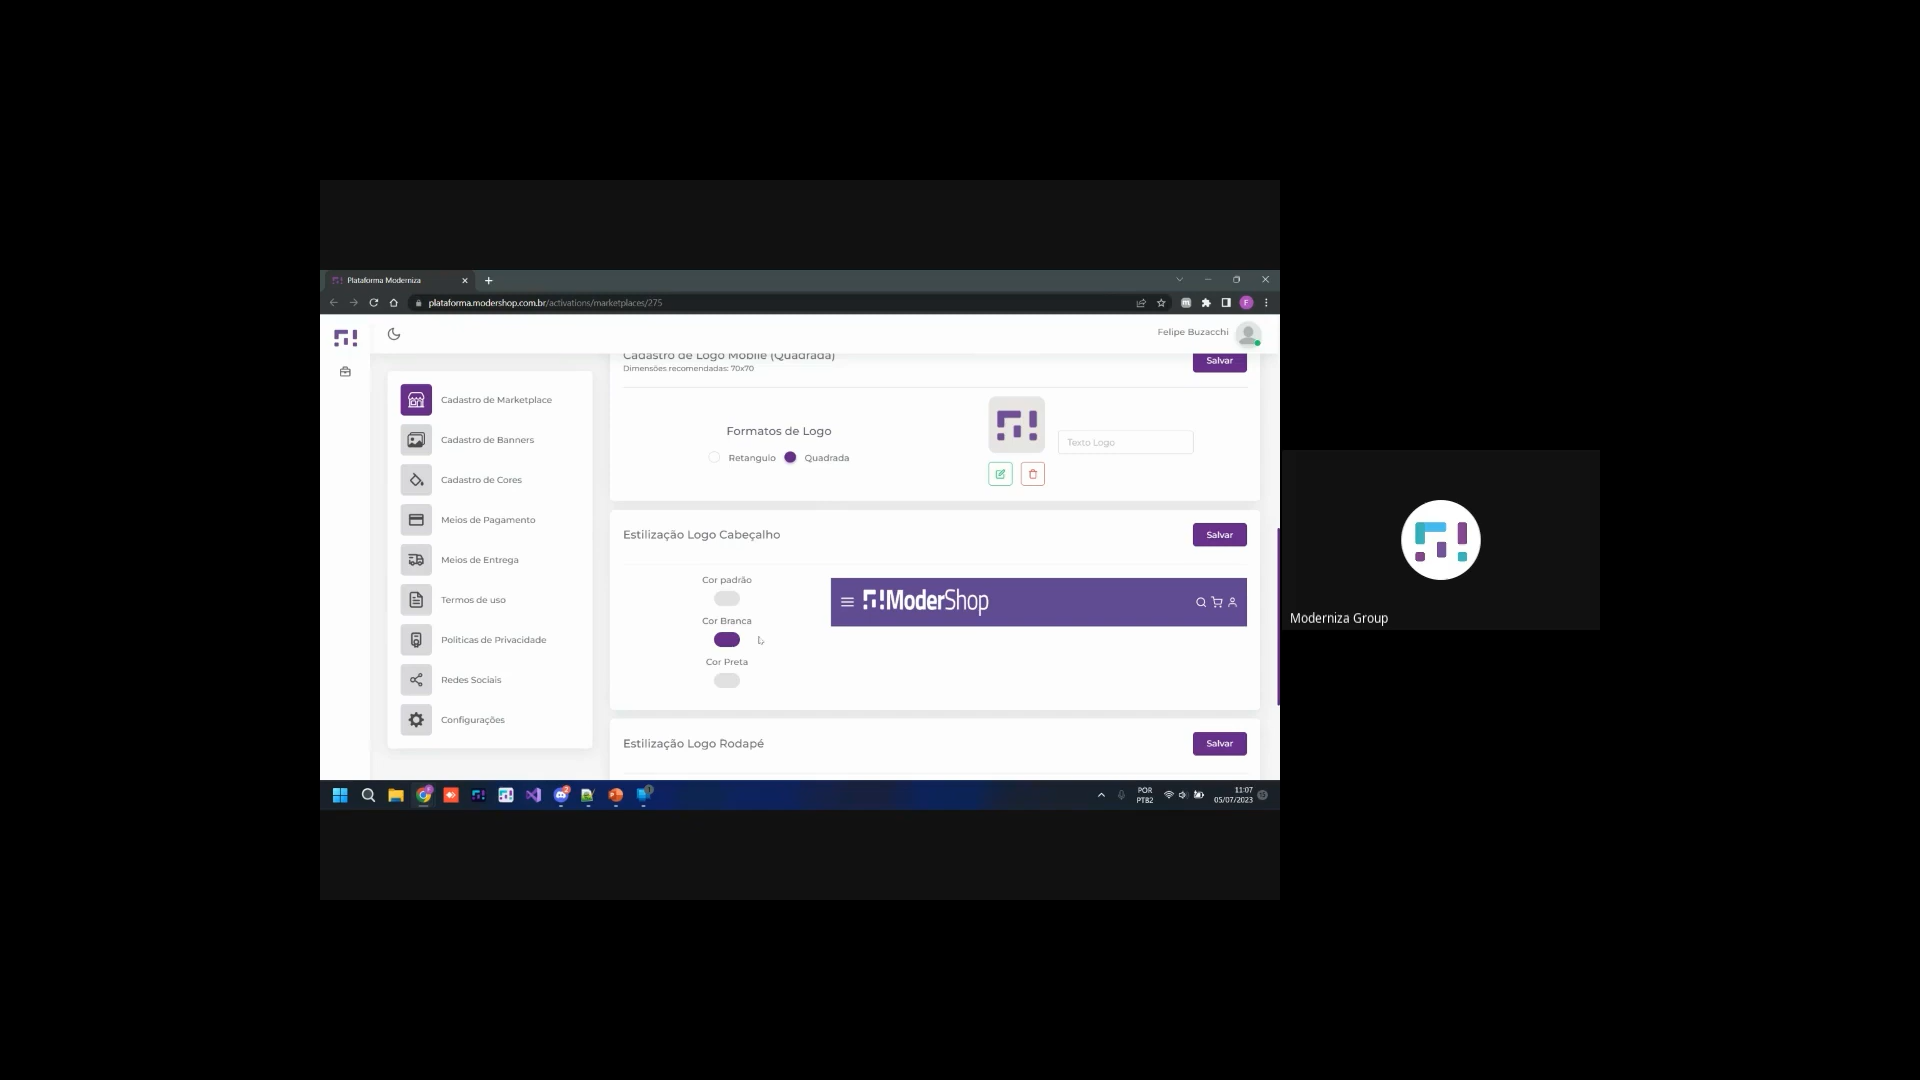 Plataforma Moderniza
plataforma.modershop.com.br/activations/marketplaces/275
F
Felipe Buzacchi
Cadastro de Marketplace
Cadastro de Banners
Cadastro de Cores
Meios de Pagamento
Meios de Entrega
Termos de uso
Politicas de Privacidade
Redes Sociais
Configurações
Cadastro de Logo Mobile (Quadrada)
Dimensões recomendadas: 70x70
Salvar
Formatos de Logo
Retangulo
Quadrada
Texto Logo
Estilização Logo Cabeçalho
Salvar
Cor padrão
Cor Branca
Cor Preta
ModerShop
Estilização Logo Rodapé
Salvar
POR
PTB2
11:07
05/07/2023
Moderniza Group